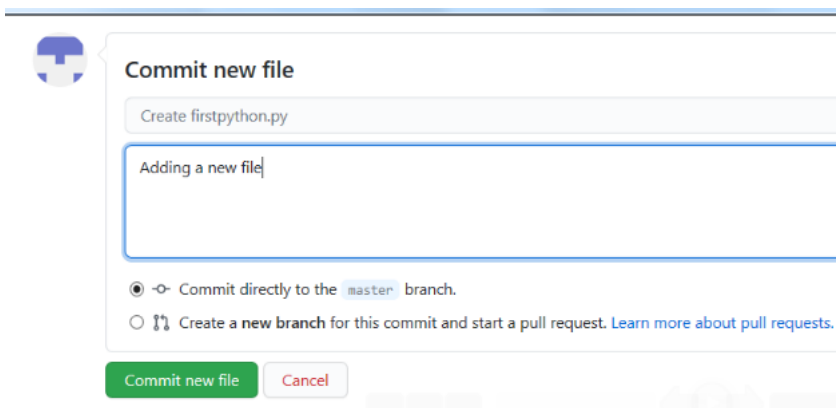 Commit new file
Create firstpython.py
Adding a new file
Commit directly to the master branch.
Create a new branch for this commit and start a pull request. Learn more about pull requests.
Commit new file
Cancel